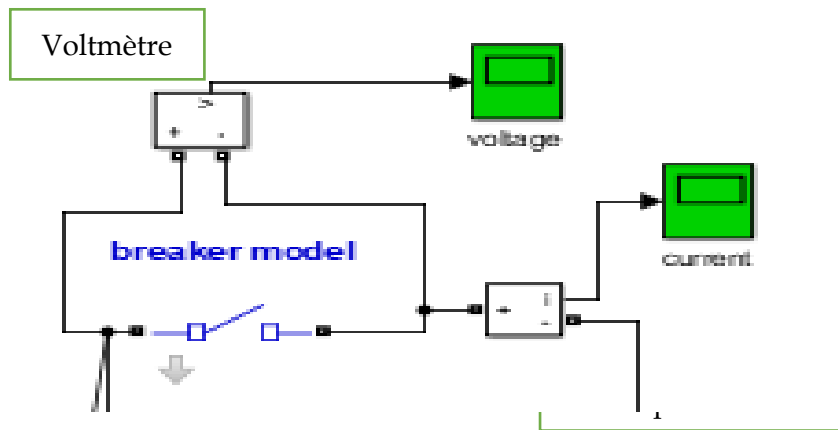 Voltmètre
+ v -
voltage
breaker model
current
+ i -